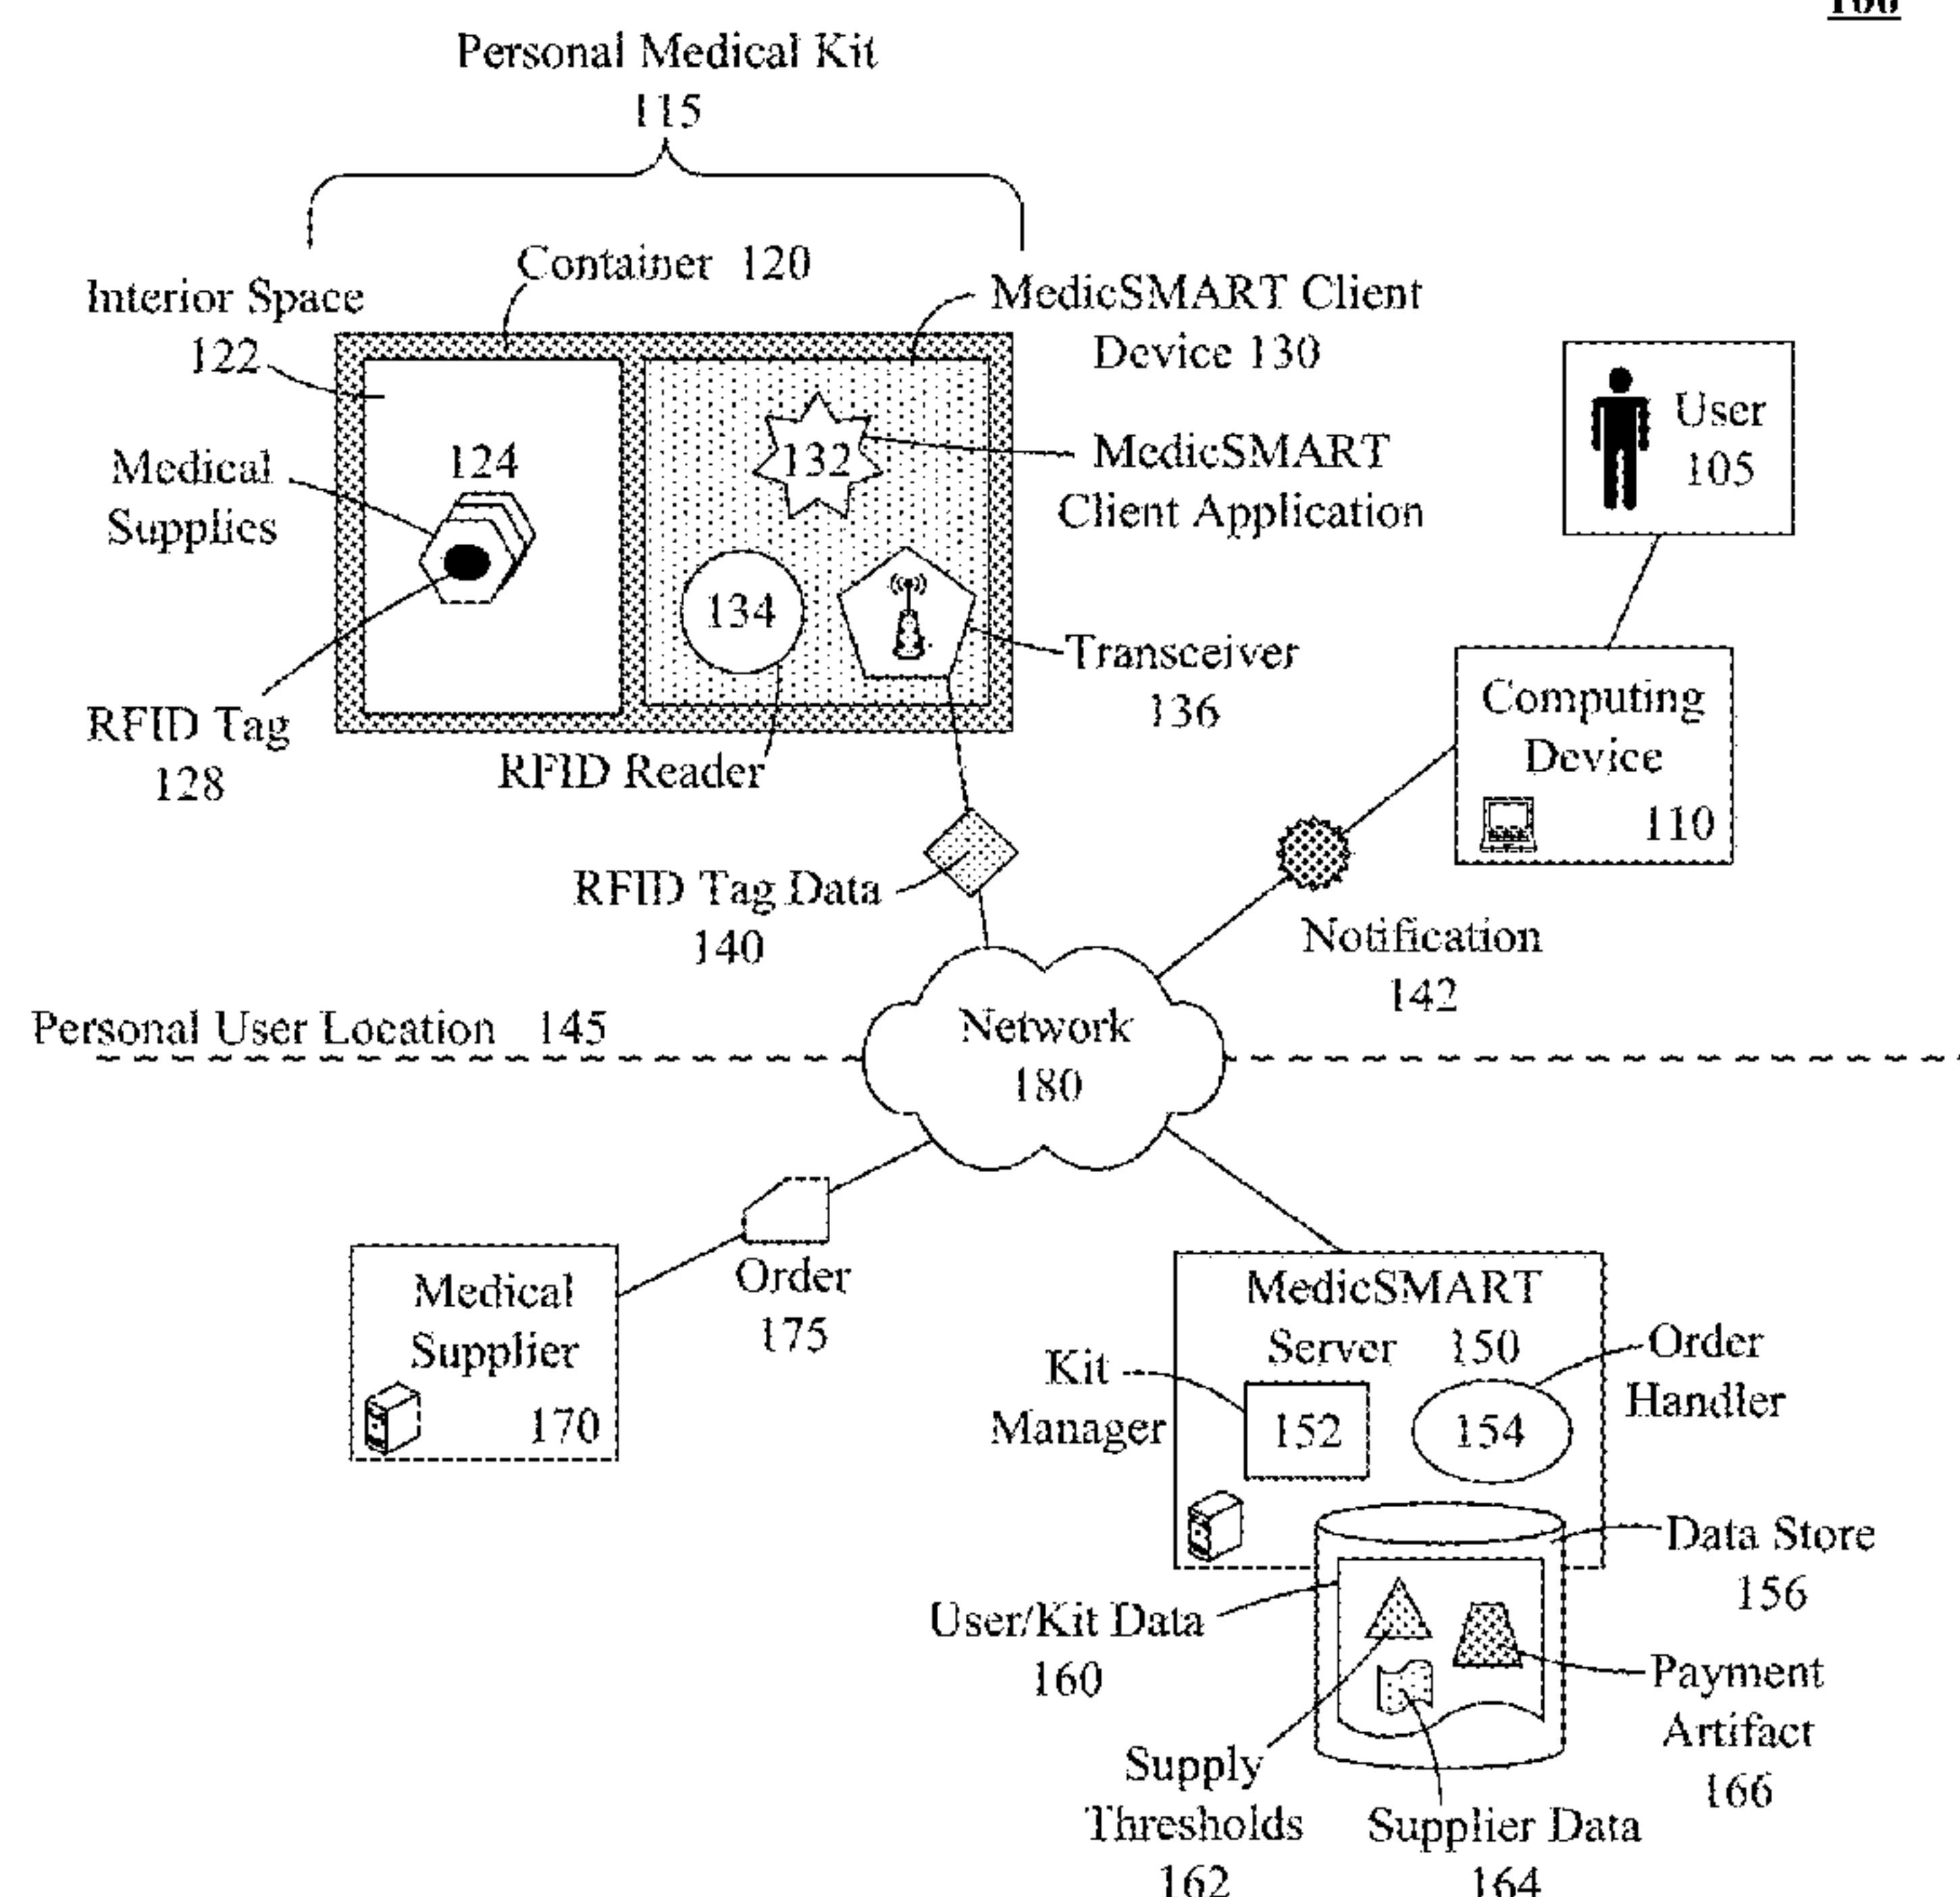 100
Personal Medical Kit
115
Container 120
Interior Space
122
MedicSMART Client
Device 130
Medical
Supplies
124
132
MedicSMART
Client Application
User
105
134
Transceiver
136
RFID Tag
128
RFID Reader
Computing
Device
110
RFID Tag Data
140
Notification
142
Personal User Location 145
Network
180
Order
175
Medical
Supplier
170
MedicSMART
Server 150
Kit
Manager
152
154
Order
Handler
Data Store
156
User/Kit Data
160
Payment
Artifact
166
Supply
Thresholds
162
Supplier Data
164